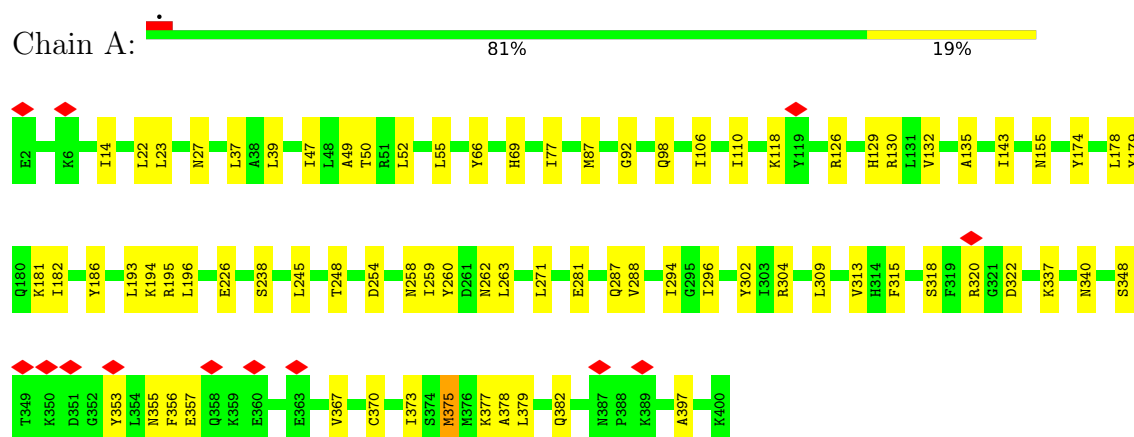 Chain A:
81% 19%
E2 K6 I14 L22 L23 N27 L37 A38 L39 I47 L48 A49 T50 R51 L52 L55 Y66 H69 I77 M87 G92 Q98 I106 I110 K118 Y119 R126 H129 R130 L131 V132 A135 I143 N155 Y174 L178 Y179
Q180 K181 I182 Y186 L193 K194 R195 L196 E226 S238 L245 T248 D254 N258 I259 Y260 D261 N262 L263 L271 E281 Q287 V288 I294 G295 I296 Y302 I303 R304 L309 V313 H314 F315 S318 F319 R320 G321 D322 K337 N340 S348
T349 K350 D351 G352 Y353 L354 N355 F356 E357 Q358 K359 E360 E363 V367 C370 I373 S374 M375 M376 K377 A378 L379 Q382 N387 P388 K389 A397 K400